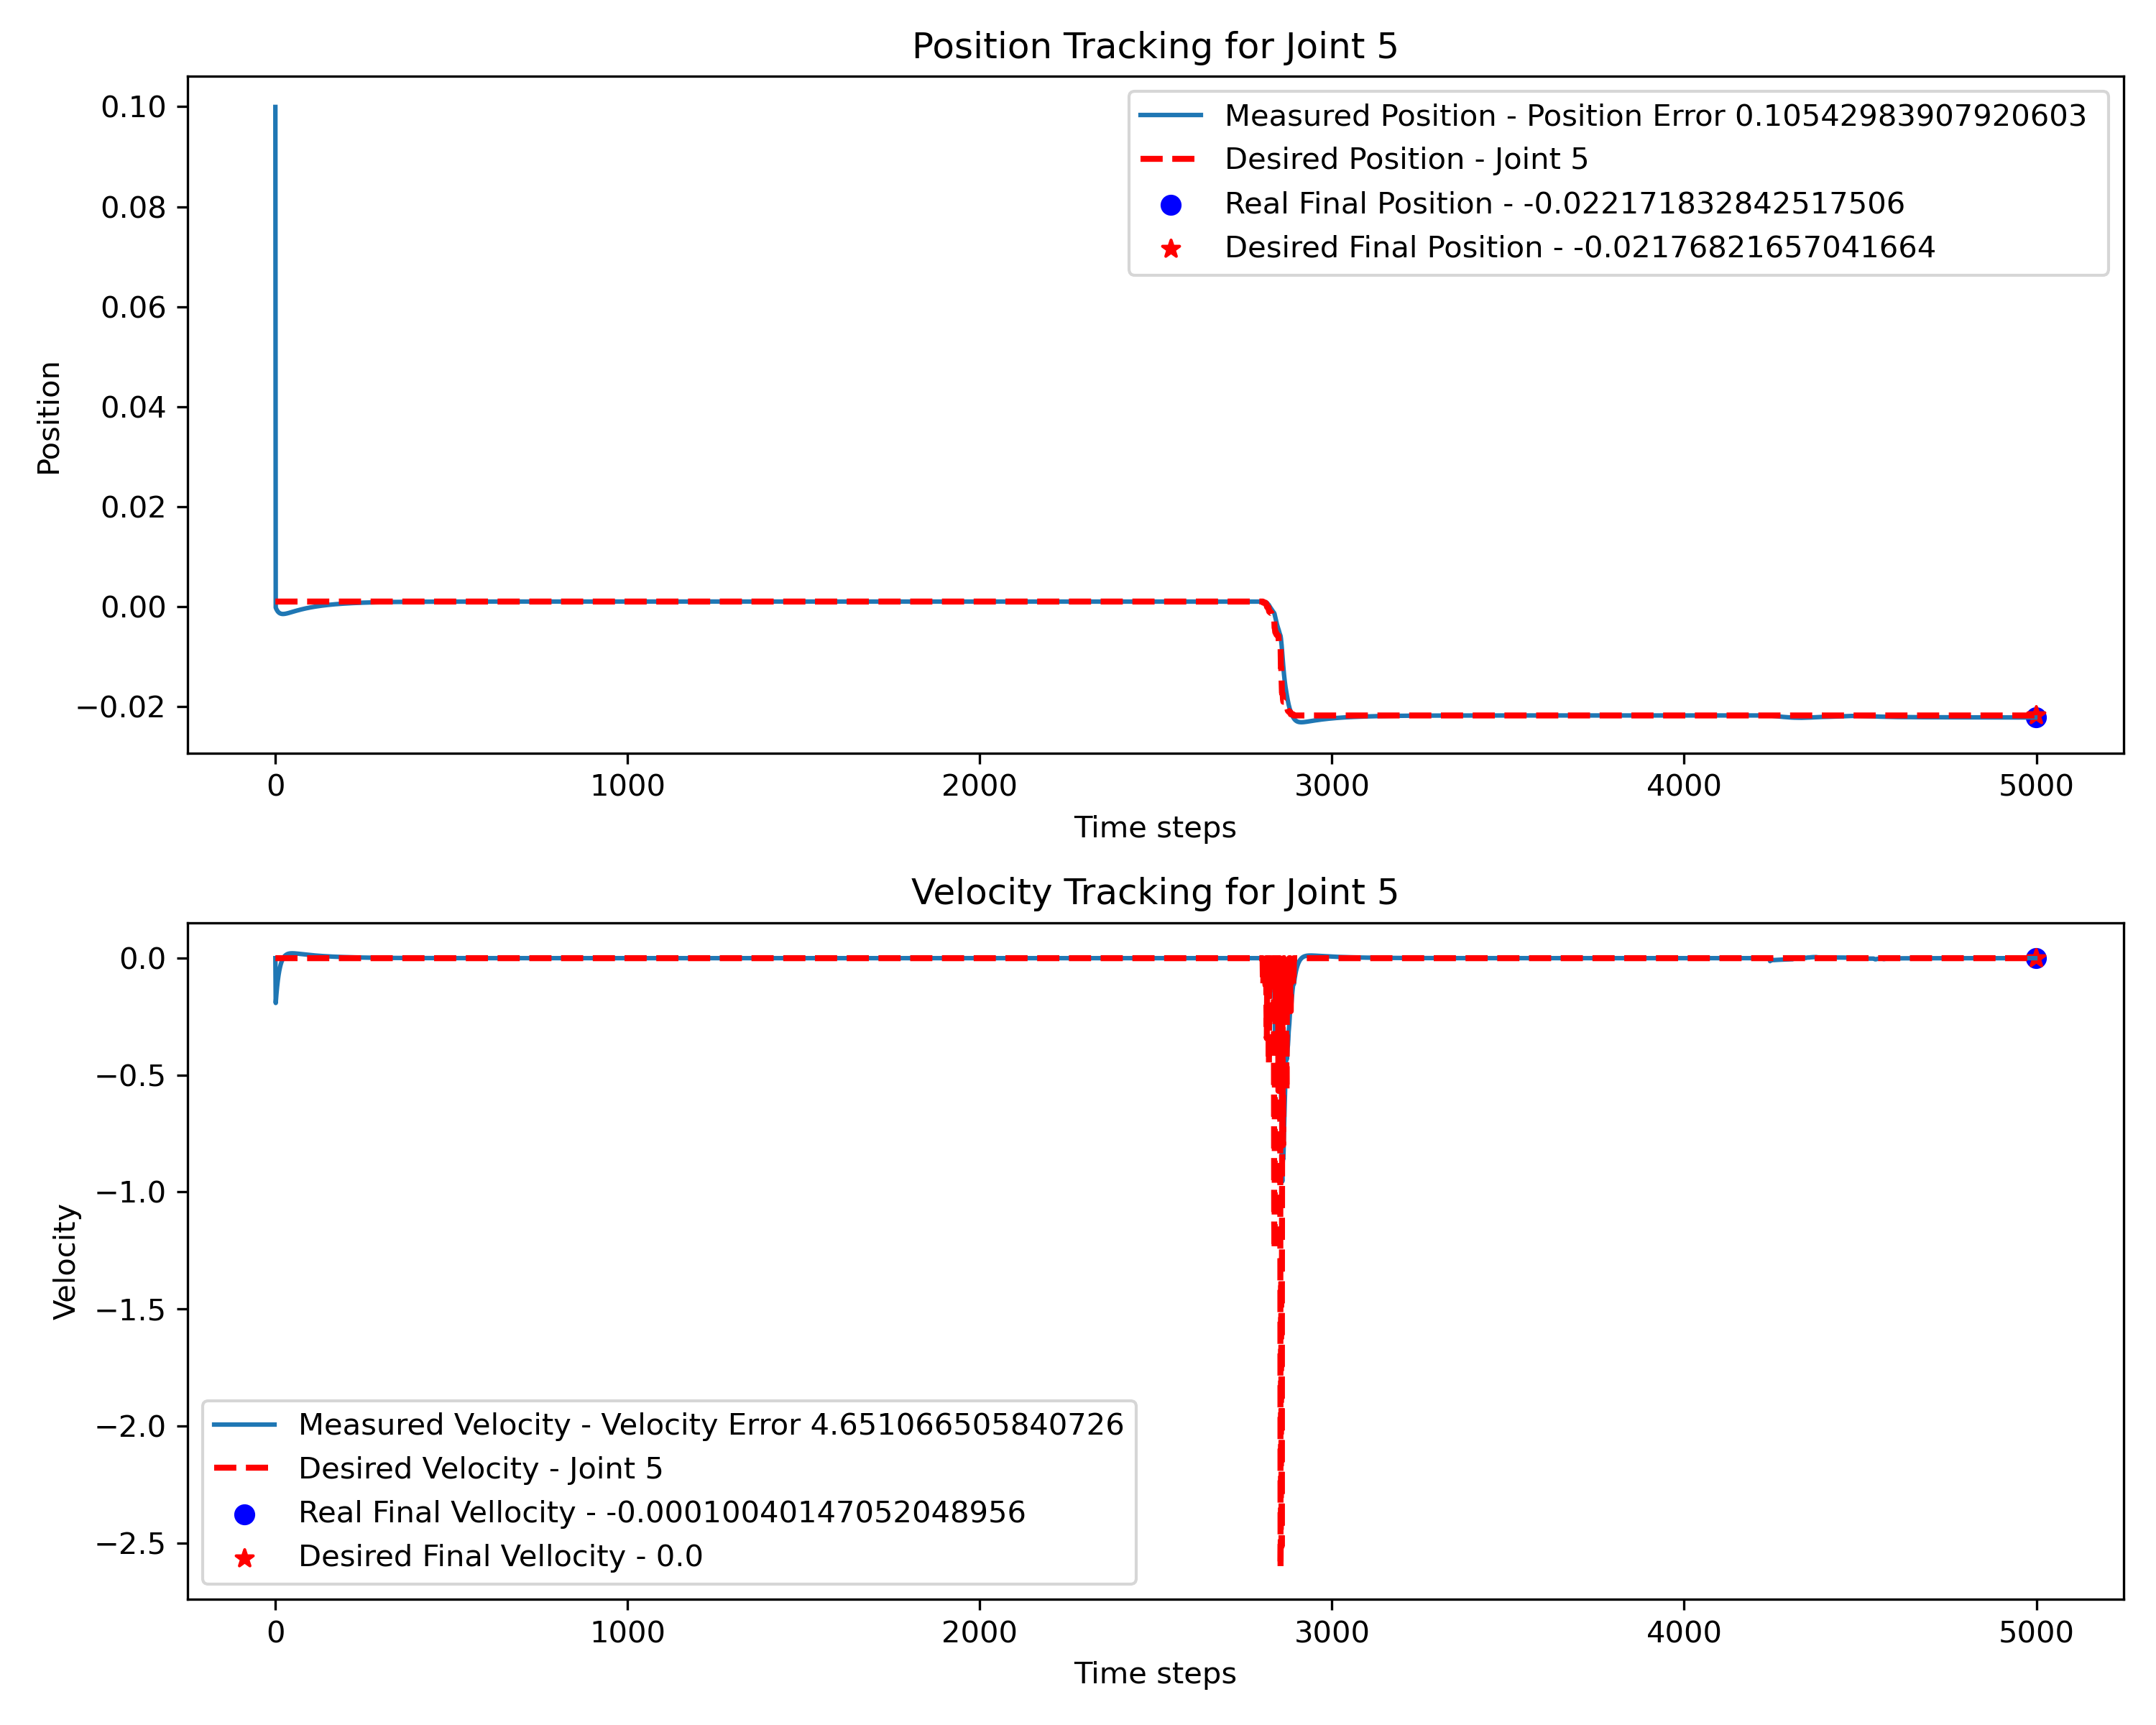 Position Tracking for Joint 5
0.10
0.08
0.06
0.04
0.02
0.00
−0.02
Position
Measured Position - Position Error 0.10542983907920603
Desired Position - Joint 5
Real Final Position - -0.022171832842517506
Desired Final Position - -0.02176821657041664
0 1000 2000 3000 4000 5000
Time steps
Velocity Tracking for Joint 5
0.0
−0.5
−1.0
−1.5
−2.0
−2.5
Velocity
Measured Velocity - Velocity Error 4.651066505840726
Desired Velocity - Joint 5
Real Final Vellocity - -0.00010040147052048956
Desired Final Vellocity - 0.0
0 1000 2000 3000 4000 5000
Time steps